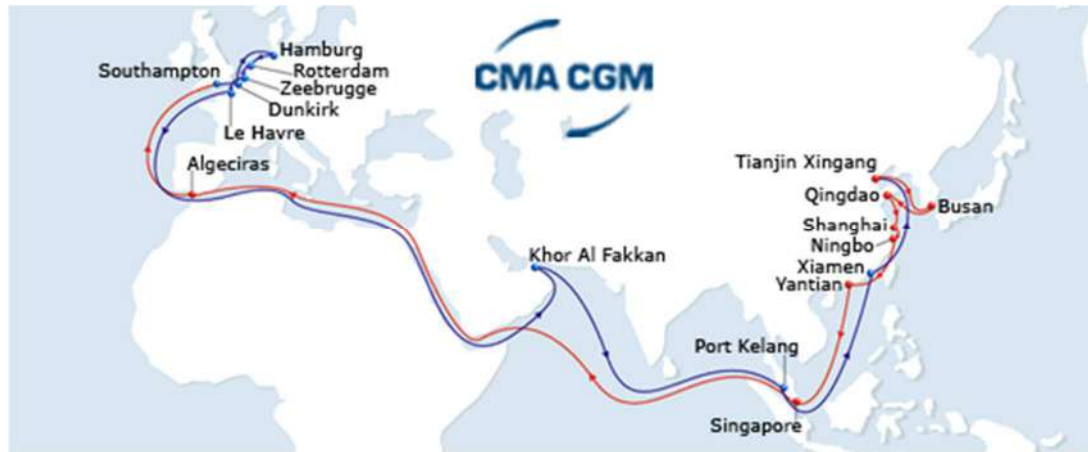 Hamburg
Southampton
Rotterdam
Zeebrugge
Dunkirk
Le Havre
Algeciras
CMA CGM
Tianjin Xingang
Qingdao
Busan
Shanghai
Ningbo
Khor Al Fakkan
Xiamen
Yantian
Port Kelang
Singapore